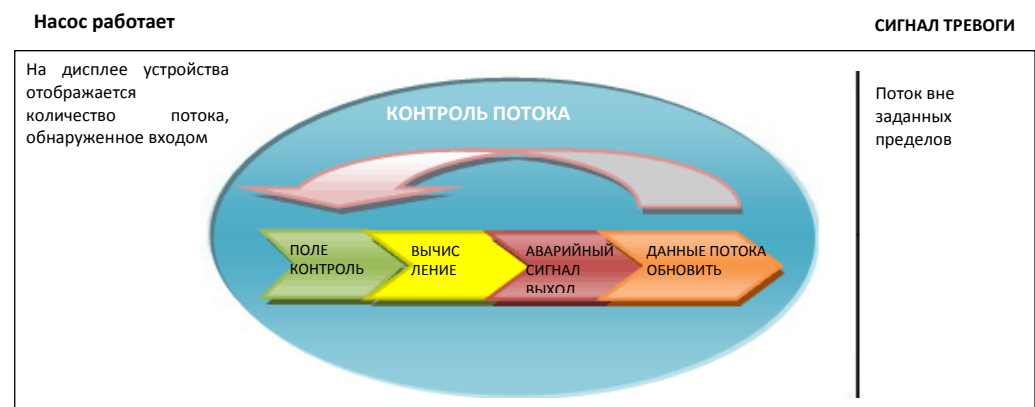 Насос работает
СИГНАЛ ТРЕВОГИ
На дисплее устройства
отображается
количество потока,
обнаруженное входом
КОНТРОЛЬ ПОТОКА
Поток вне
заданных
пределов
ПОЛЕ
КОНТРОЛЬ
ВЫЧИС
ЛЕНИЕ
АВАРИЙНЫЙ
СИГНАЛ
ВЫХОД
ДАННЫЕ ПОТОКА
ОБНОВИТЬ